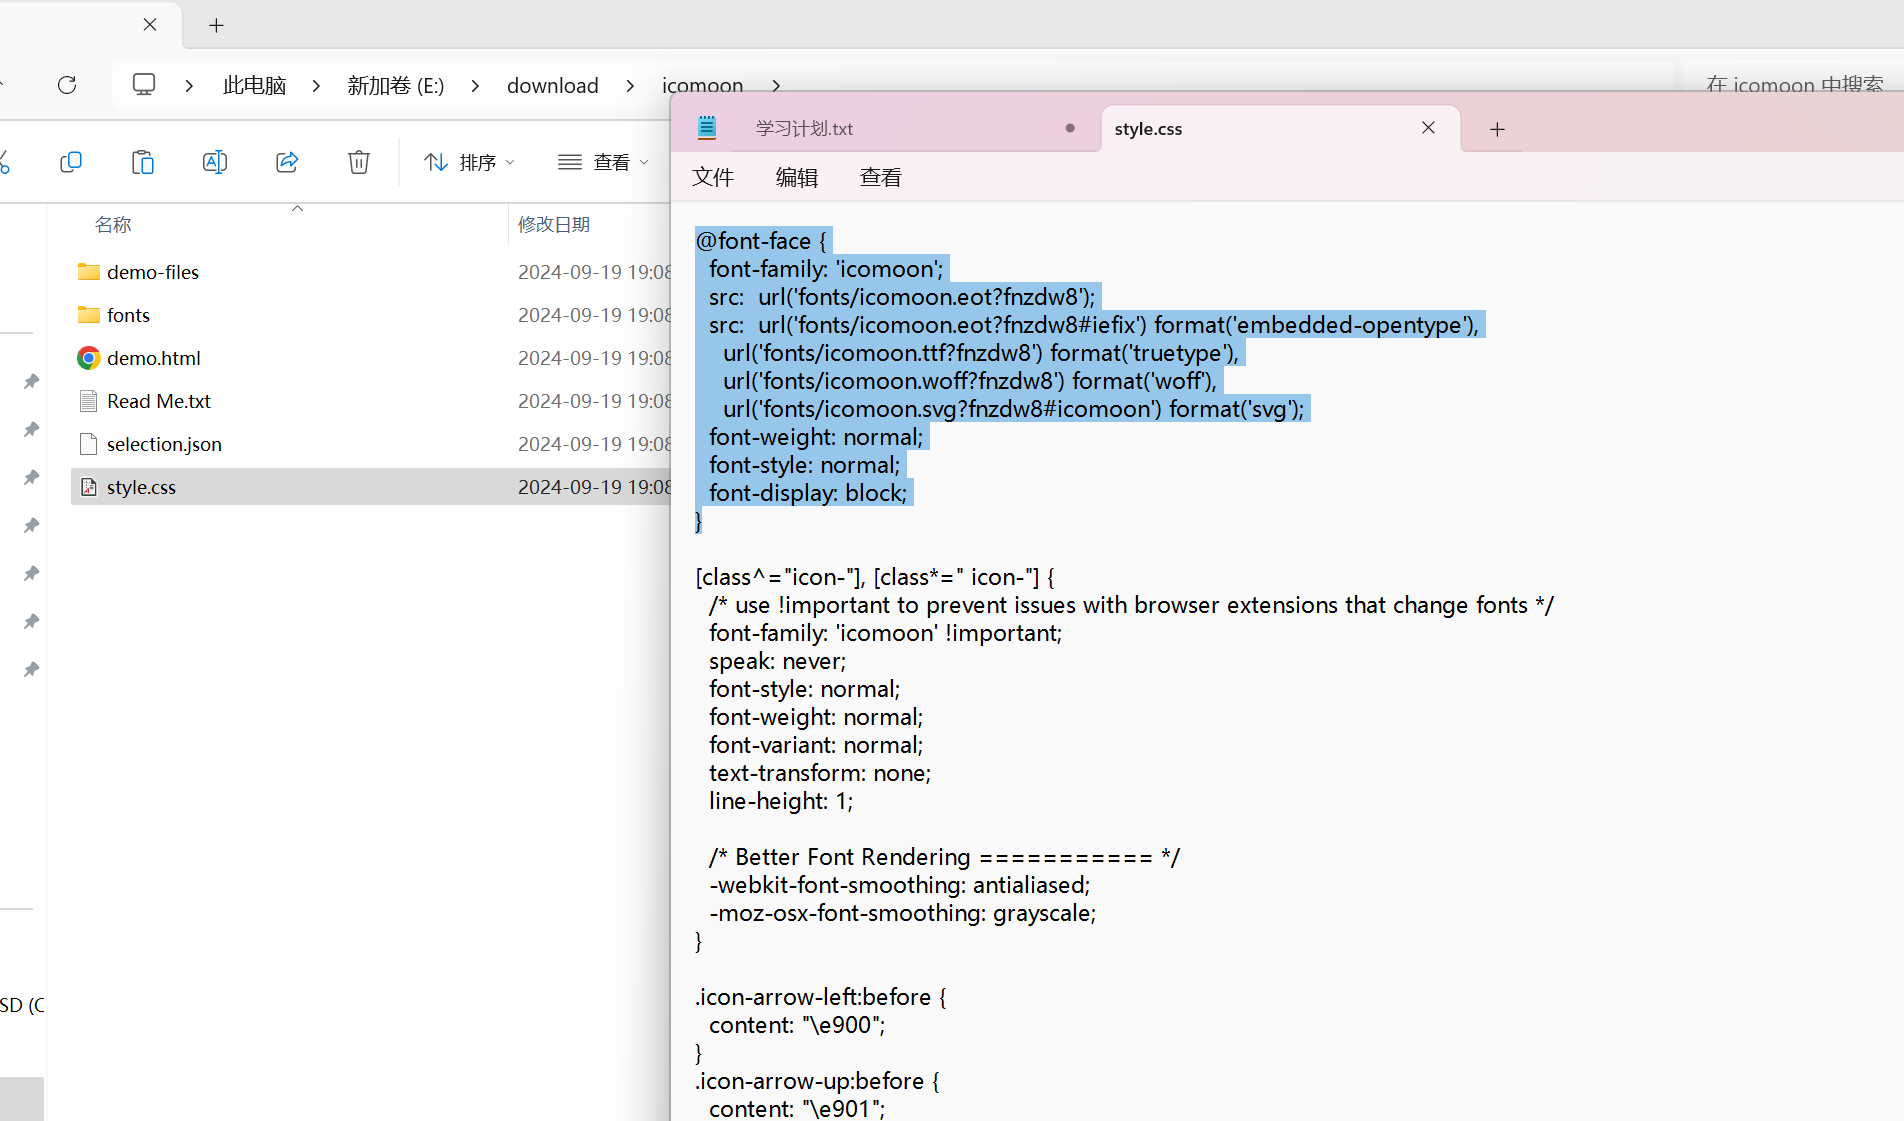 此电脑 新加卷 (E:) download icomoon
在 icomoon 中搜索
排序 查看
名称 修改日期
demo-files 2024-09-19 19:08
fonts 2024-09-19 19:08
demo.html 2024-09-19 19:08
Read Me.txt 2024-09-19 19:08
selection.json 2024-09-19 19:08
style.css 2024-09-19 19:08
SD (C
学习计划.txt style.css
文件 编辑 查看
@font-face {
font-family: 'icomoon';
src:  url('fonts/icomoon.eot?fnzdw8');
src:  url('fonts/icomoon.eot?fnzdw8#iefix') format('embedded-opentype'),
url('fonts/icomoon.ttf?fnzdw8') format('truetype'),
url('fonts/icomoon.woff?fnzdw8') format('woff'),
url('fonts/icomoon.svg?fnzdw8#icomoon') format('svg');
font-weight: normal;
font-style: normal;
font-display: block;
}
[class^="icon-"], [class*=" icon-"] {
/* use !important to prevent issues with browser extensions that change fonts */
font-family: 'icomoon' !important;
speak: never;
font-style: normal;
font-weight: normal;
font-variant: normal;
text-transform: none;
line-height: 1;
/* Better Font Rendering =========== */
-webkit-font-smoothing: antialiased;
-moz-osx-font-smoothing: grayscale;
}
.icon-arrow-left:before {
content: "\e900";
}
.icon-arrow-up:before {
content: "\e901";